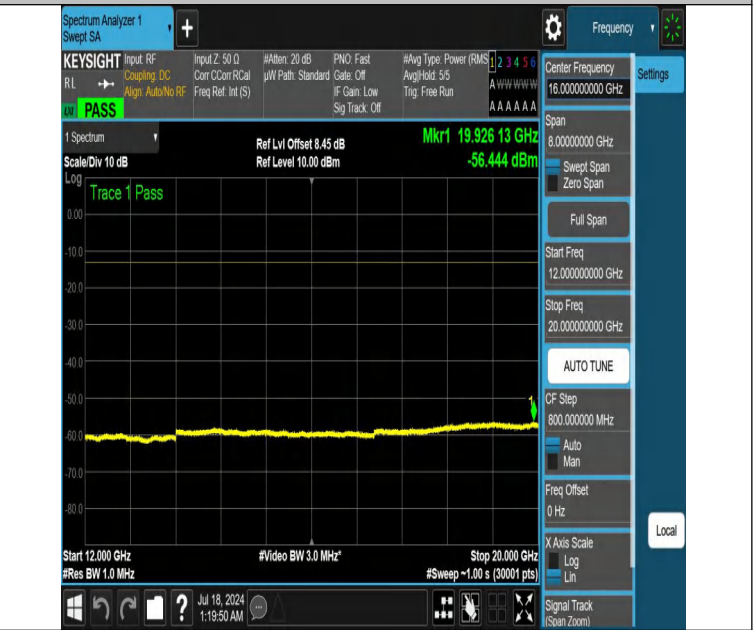 Spectrum Analyzer 1
Swept SA
Frequency
KEYSIGHT
RL
PASS
Input: RF
Coupling: DC
Align: Auto/No RF
Input Z: 50 Ω
Corr CCorr RCal
Freq Ref: Int (S)
#Atten: 20 dB
µW Path: Standard
PNO: Fast
Gate: Off
IF Gain: Low
Sig Track: Off
#Avg Type: Power (RMS
Avg|Hold: 5/5
Trig: Free Run
1 2 3 4 5 6
A W W W W W
A A A A A A
1 Spectrum
Scale/Div 10 dB
Ref Lvl Offset 8.45 dB
Ref Level 10.00 dBm
Mkr1 19.926 13 GHz
-56.444 dBm
Log
Trace 1 Pass
0.00
-10.0
-20.0
-30.0
-40.0
-50.0
-60.0
-70.0
-80.0
1
Start 12.000 GHz
#Res BW 1.0 MHz
#Video BW 3.0 MHz*
Stop 20.000 GHz
#Sweep ~1.00 s (30001 pts)
Jul 18, 2024
1:19:50 AM
?
Center Frequency
16.000000000 GHz
Settings
Span
8.00000000 GHz
Swept Span
Zero Span
Full Span
Start Freq
12.000000000 GHz
Stop Freq
20.000000000 GHz
AUTO TUNE
CF Step
800.000000 MHz
Auto
Man
Freq Offset
0 Hz
X Axis Scale
Log
Lin
Local
Signal Track
(Span Zoom)